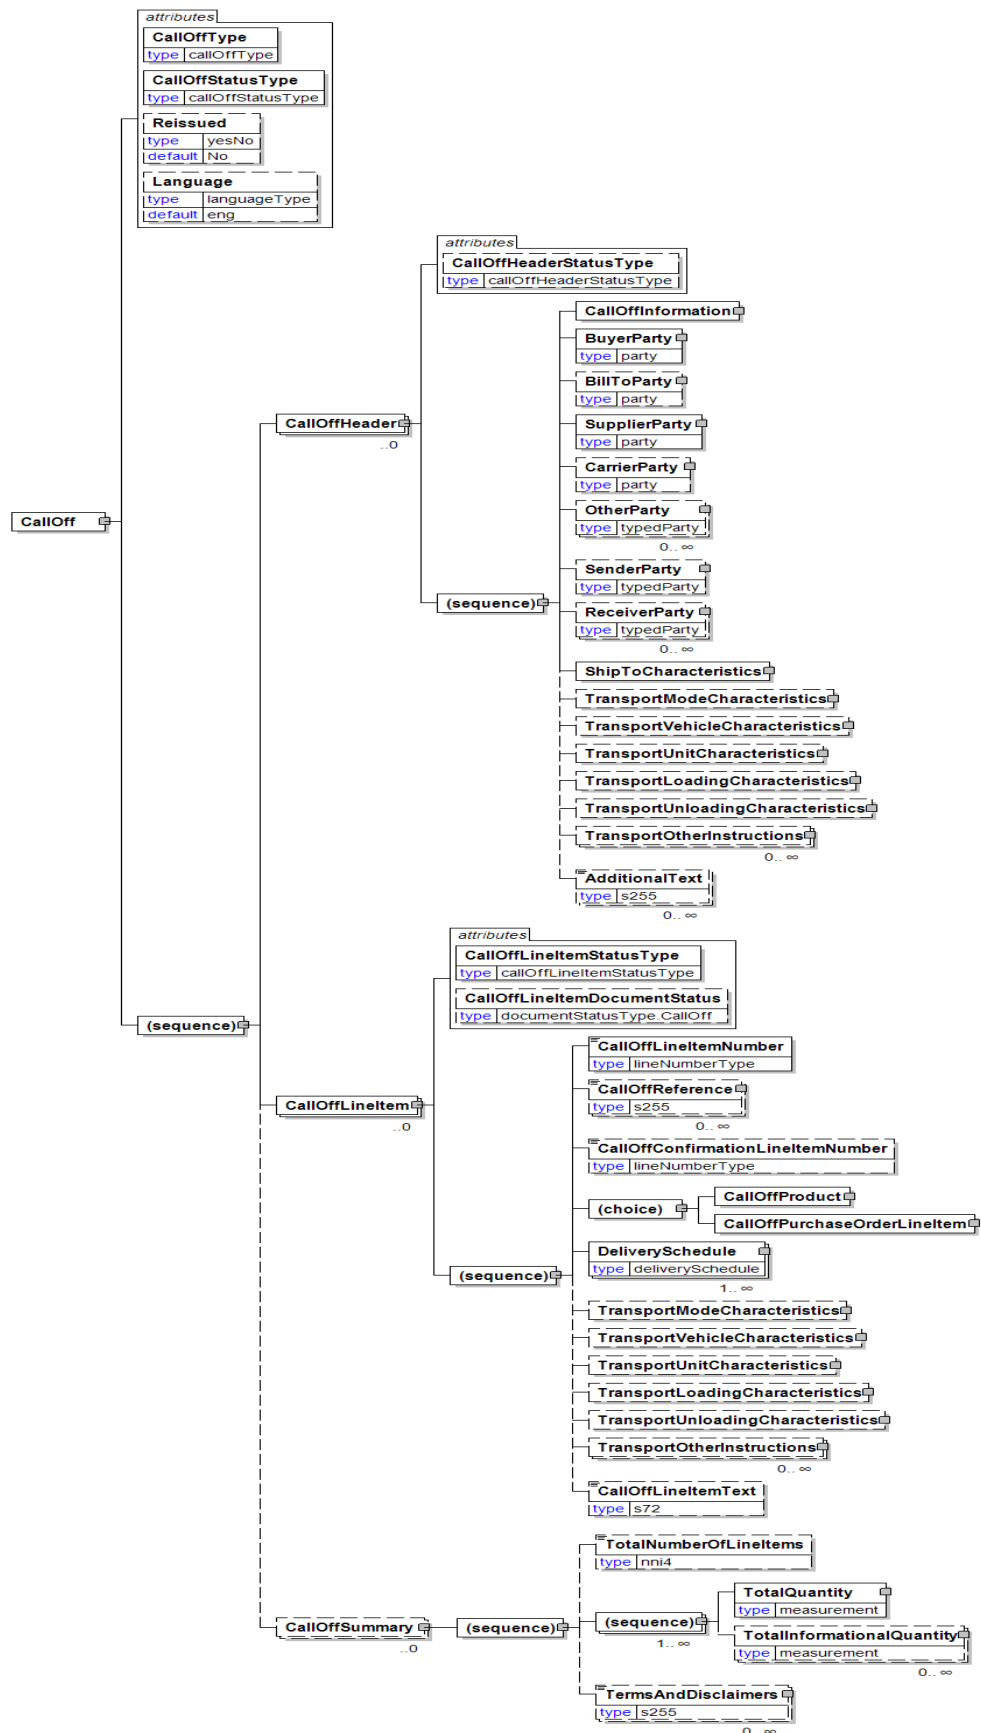 attributes
CallOffType
type callOffType
CallOffStatusType
type callOffStatusType
Reissued
type yesNo
default No
Language
type languageType
default eng
attributes
CallOffHeaderStatusType
type callOffHeaderStatusType
CallOffInformation
BuyerParty
type party
BillToParty
type party
CallOffHeader
..0
SupplierParty
type party
CarrierParty
type party
OtherParty
type typedParty
0.. ∞
CallOff
SenderParty
type typedParty
(sequence)
ReceiverParty
type typedParty
0.. ∞
ShipToCharacteristics
TransportModeCharacteristics
TransportVehicleCharacteristics
TransportUnitCharacteristics
TransportLoadingCharacteristics
TransportUnloadingCharacteristics
TransportOtherInstructions
0.. ∞
AdditionalText
type s255
0.. ∞
attributes
CallOffLineItemStatusType
type callOffLineItemStatusType
CallOffLineItemDocumentStatus
type documentStatusType.CallOff
(sequence)
CallOffLineItemNumber
type lineNumberType
CallOffReference
type s255
0.. ∞
CallOffLineItem
..0
CallOffConfirmationLineItemNumber
type lineNumberType
(choice)
CallOffProduct
CallOffPurchaseOrderLineItem
DeliverySchedule
type deliverySchedule
1.. ∞
(sequence)
TransportModeCharacteristics
TransportVehicleCharacteristics
TransportUnitCharacteristics
TransportLoadingCharacteristics
TransportUnloadingCharacteristics
TransportOtherInstructions
0.. ∞
CallOffLineItemText
type s72
TotalNumberOfLineItems
type nni4
CallOffSummary
..0
(sequence)
(sequence)
1.. ∞
TotalQuantity
type measurement
TotalInformationalQuantity
type measurement
0.. ∞
TermsAndDisclaimers
type s255
0.. ∞